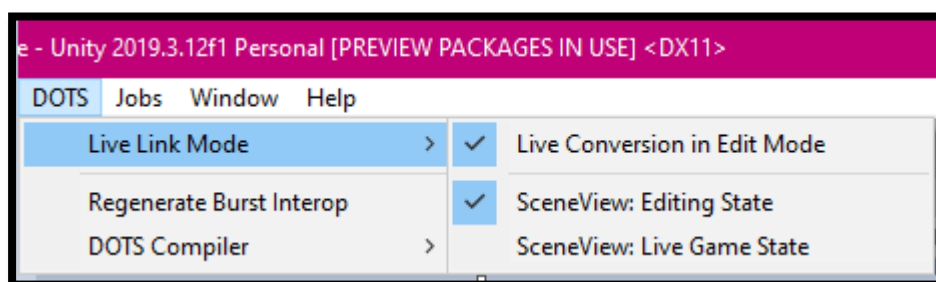 e - Unity 2019.3.12f1 Personal [PREVIEW PACKAGES IN USE] <DX11>
DOTS Jobs Window Help
Live Link Mode > ✓ Live Conversion in Edit Mode
Regenerate Burst Interop ✓ SceneView: Editing State
DOTS Compiler > SceneView: Live Game State